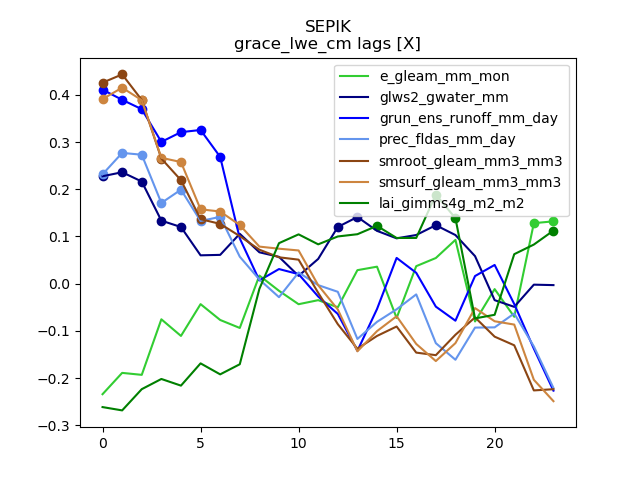 SEPIK
grace_lwe_cm lags [X]
e_gleam_mm_mon
glws2_gwater_mm
grun_ens_runoff_mm_day
prec_fldas_mm_day
smroot_gleam_mm3_mm3
smsurf_gleam_mm3_mm3
lai_gimms4g_m2_m2
0.4
0.3
0.2
0.1
0.0
−0.1
−0.2
−0.3
0 5 10 15 20